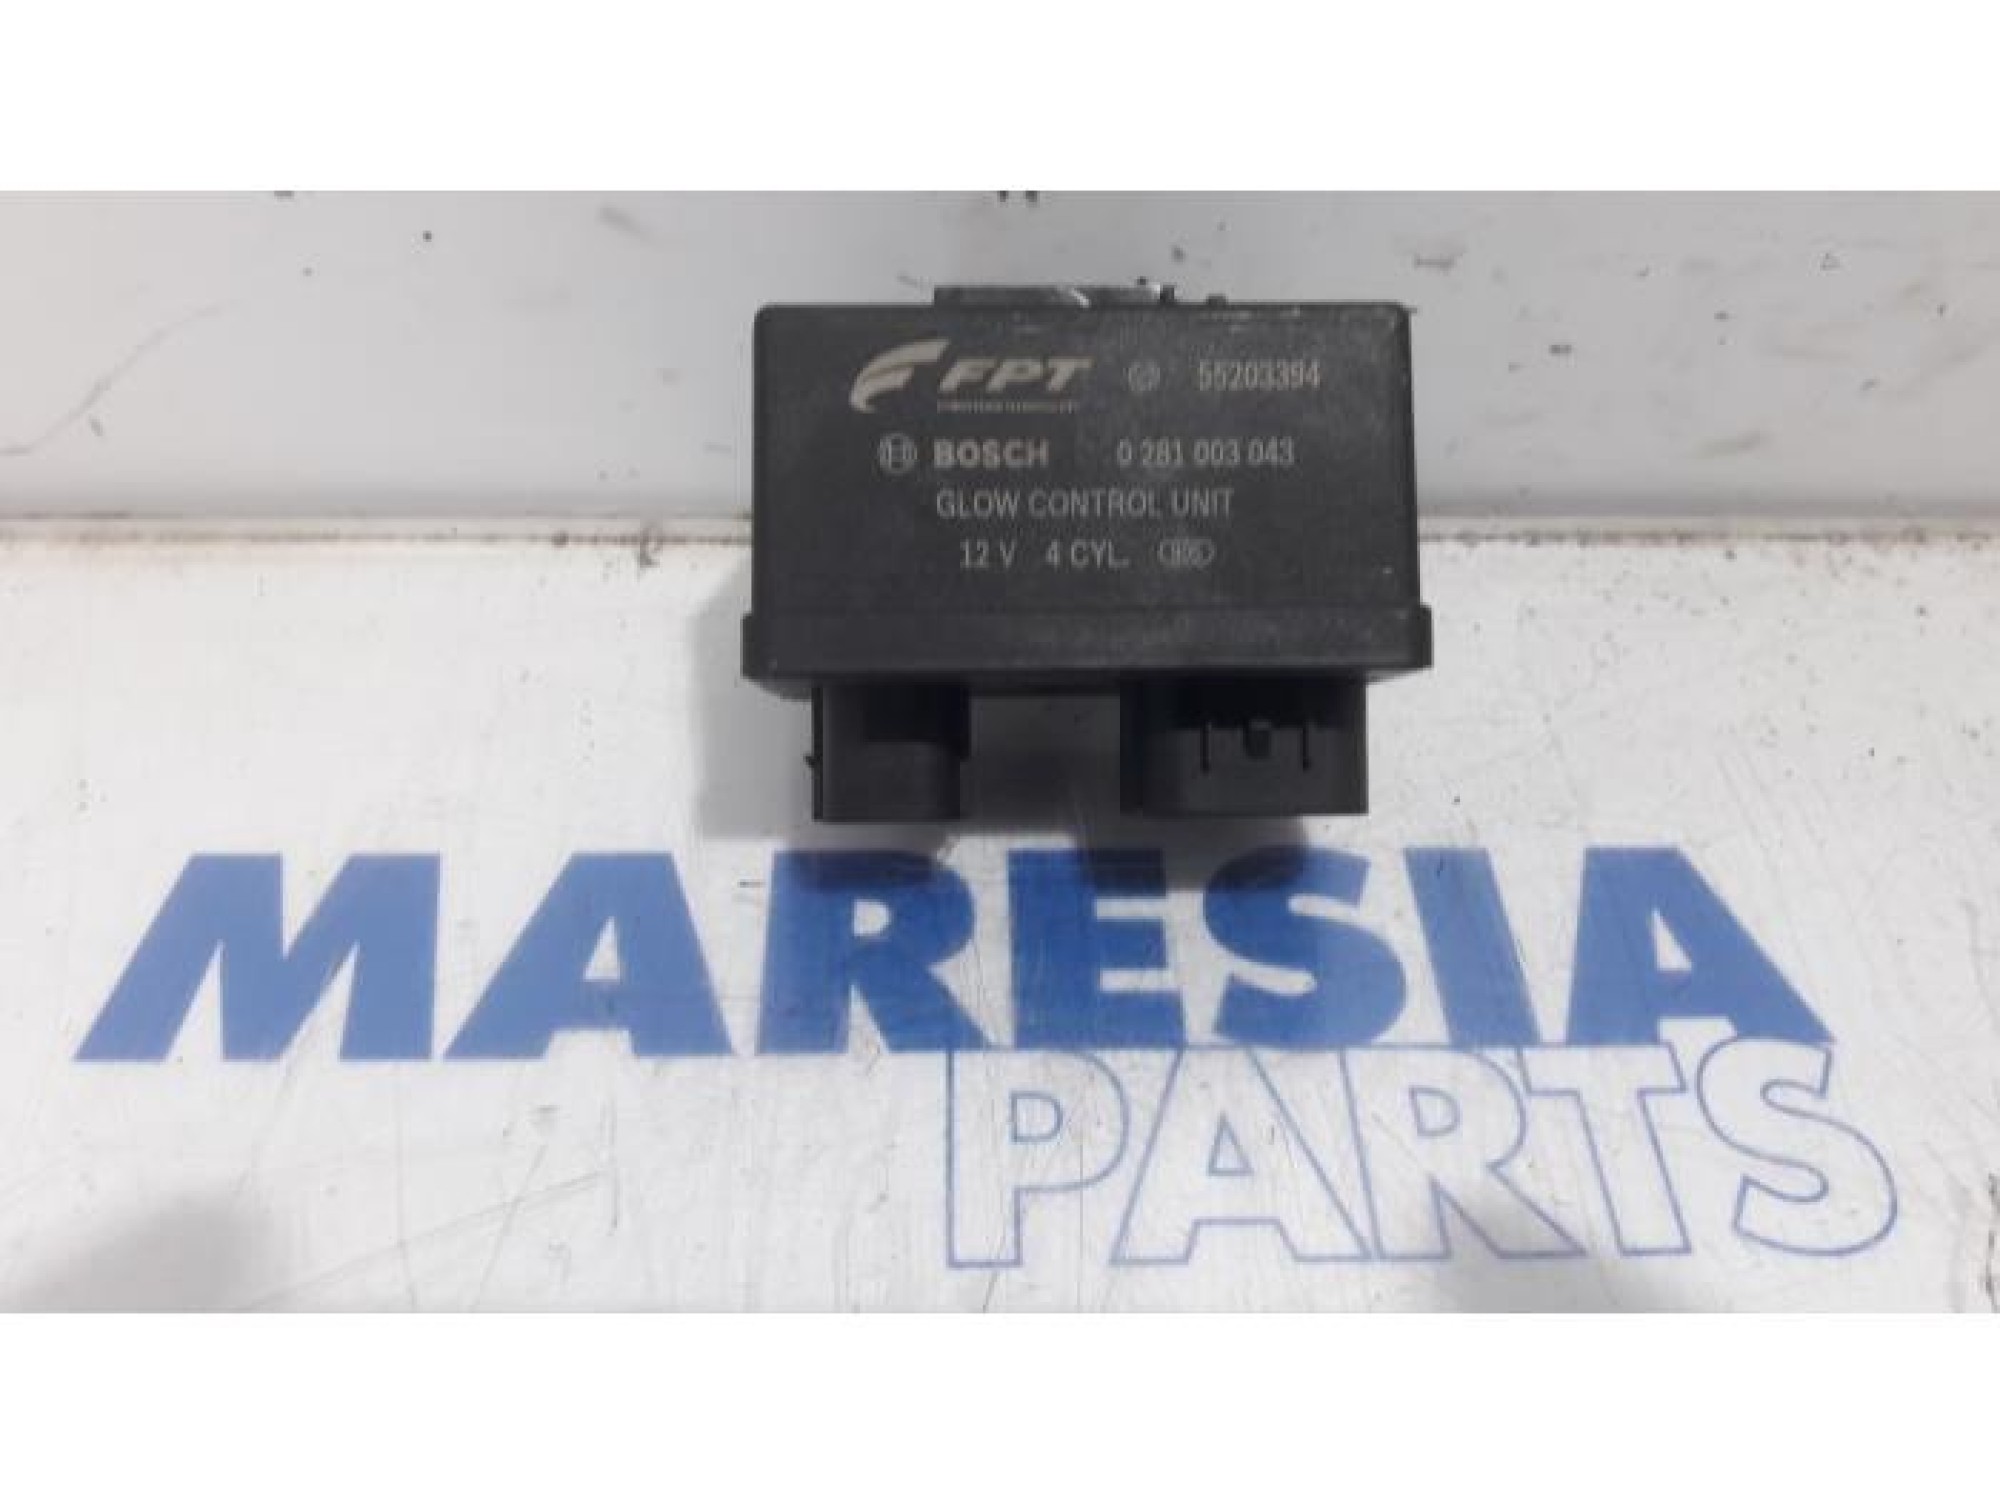 FPT 55203394
BOSCH 0 281 003 043
GLOW CONTROL UNIT
12 V 4 CYL.
MARESIA
PARTS